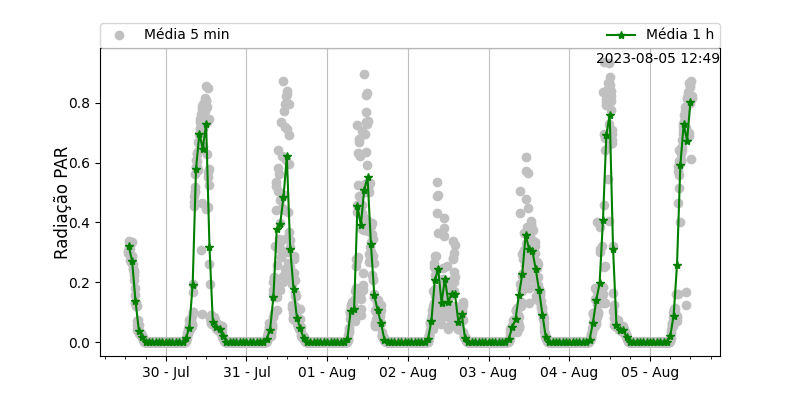 Média 5 min
Média 1 h
2023-08-05 12:49
Radiação PAR
0.8
0.6
0.4
0.2
0.0
30 - Jul
31 - Jul
01 - Aug
02 - Aug
03 - Aug
04 - Aug
05 - Aug